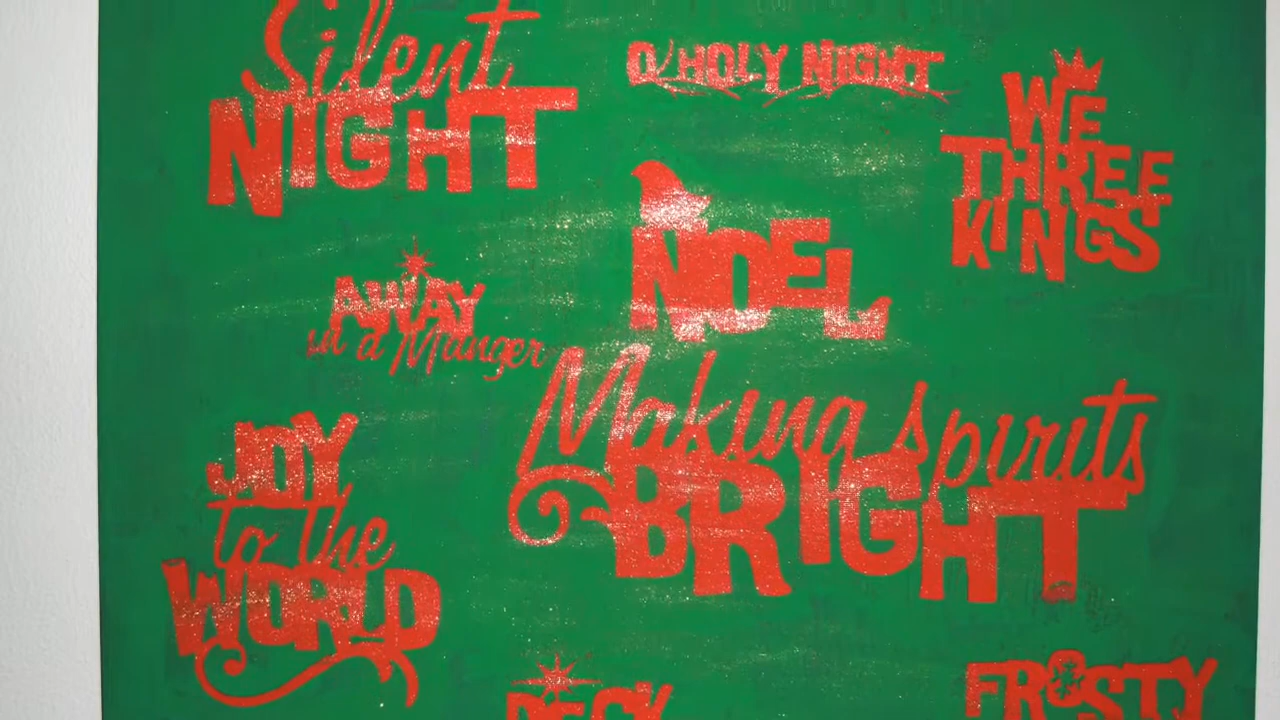 Silent
NIGHT
O' HOLY NIGHT
WE
THREE
KINGS
NOEL
AWAY
in a Manger
Making spirits
BRIGHT
JOY
to the
WORLD
DECK
FROSTY